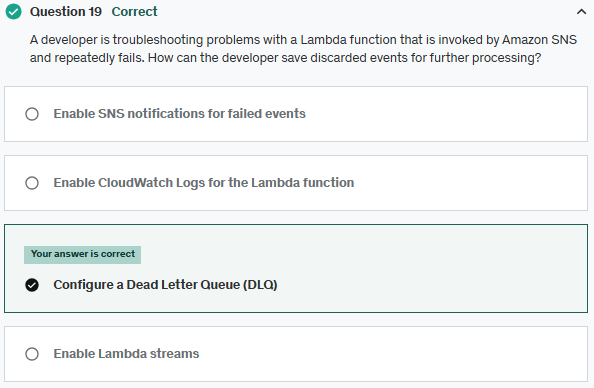 Question 19 Correct
A developer is troubleshooting problems with a Lambda function that is invoked by Amazon SNS
and repeatedly fails. How can the developer save discarded events for further processing?
Enable SNS notifications for failed events
Enable CloudWatch Logs for the Lambda function
Your answer is correct
Configure a Dead Letter Queue (DLQ)
Enable Lambda streams